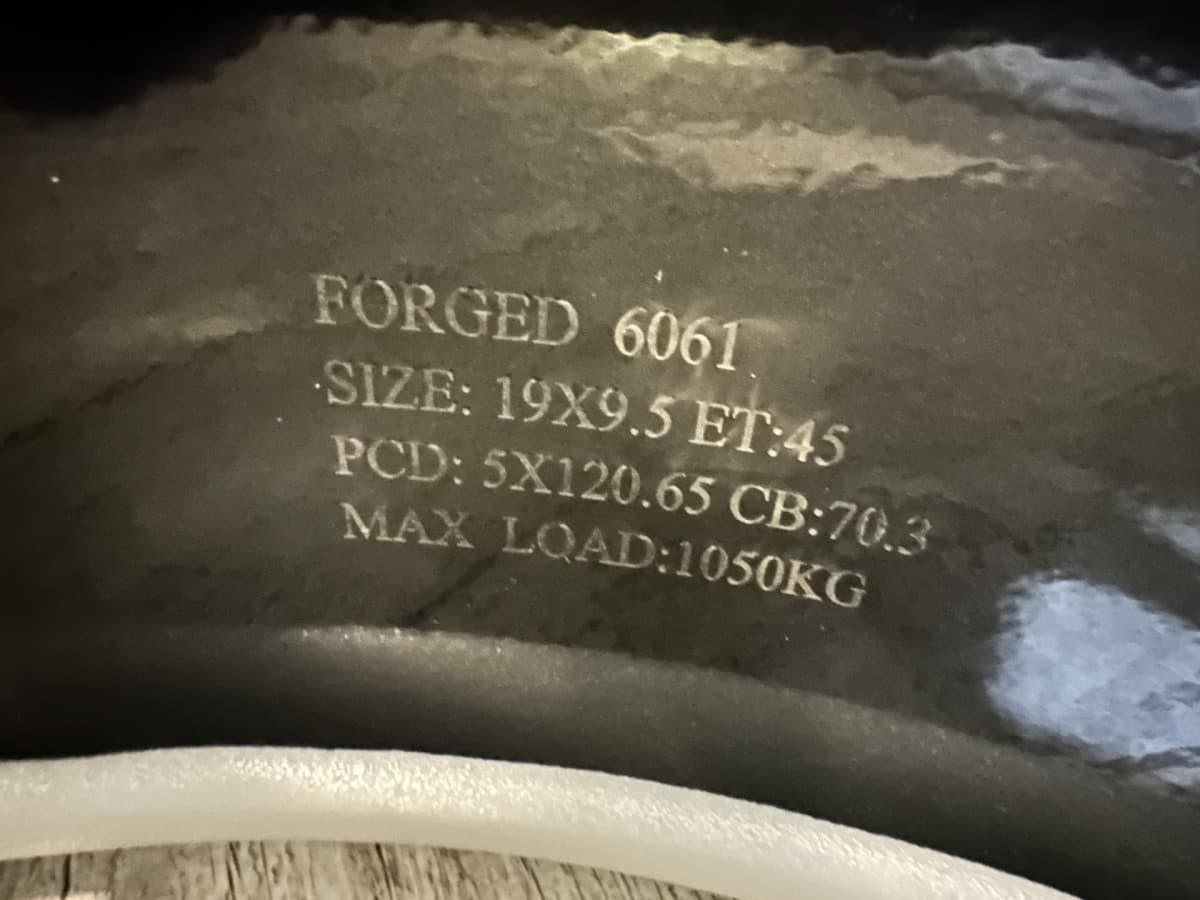 FORGED 6061
SIZE: 19X9.5 ET:45
PCD: 5X120.65 CB:70.3
MAX LOAD:1050KG